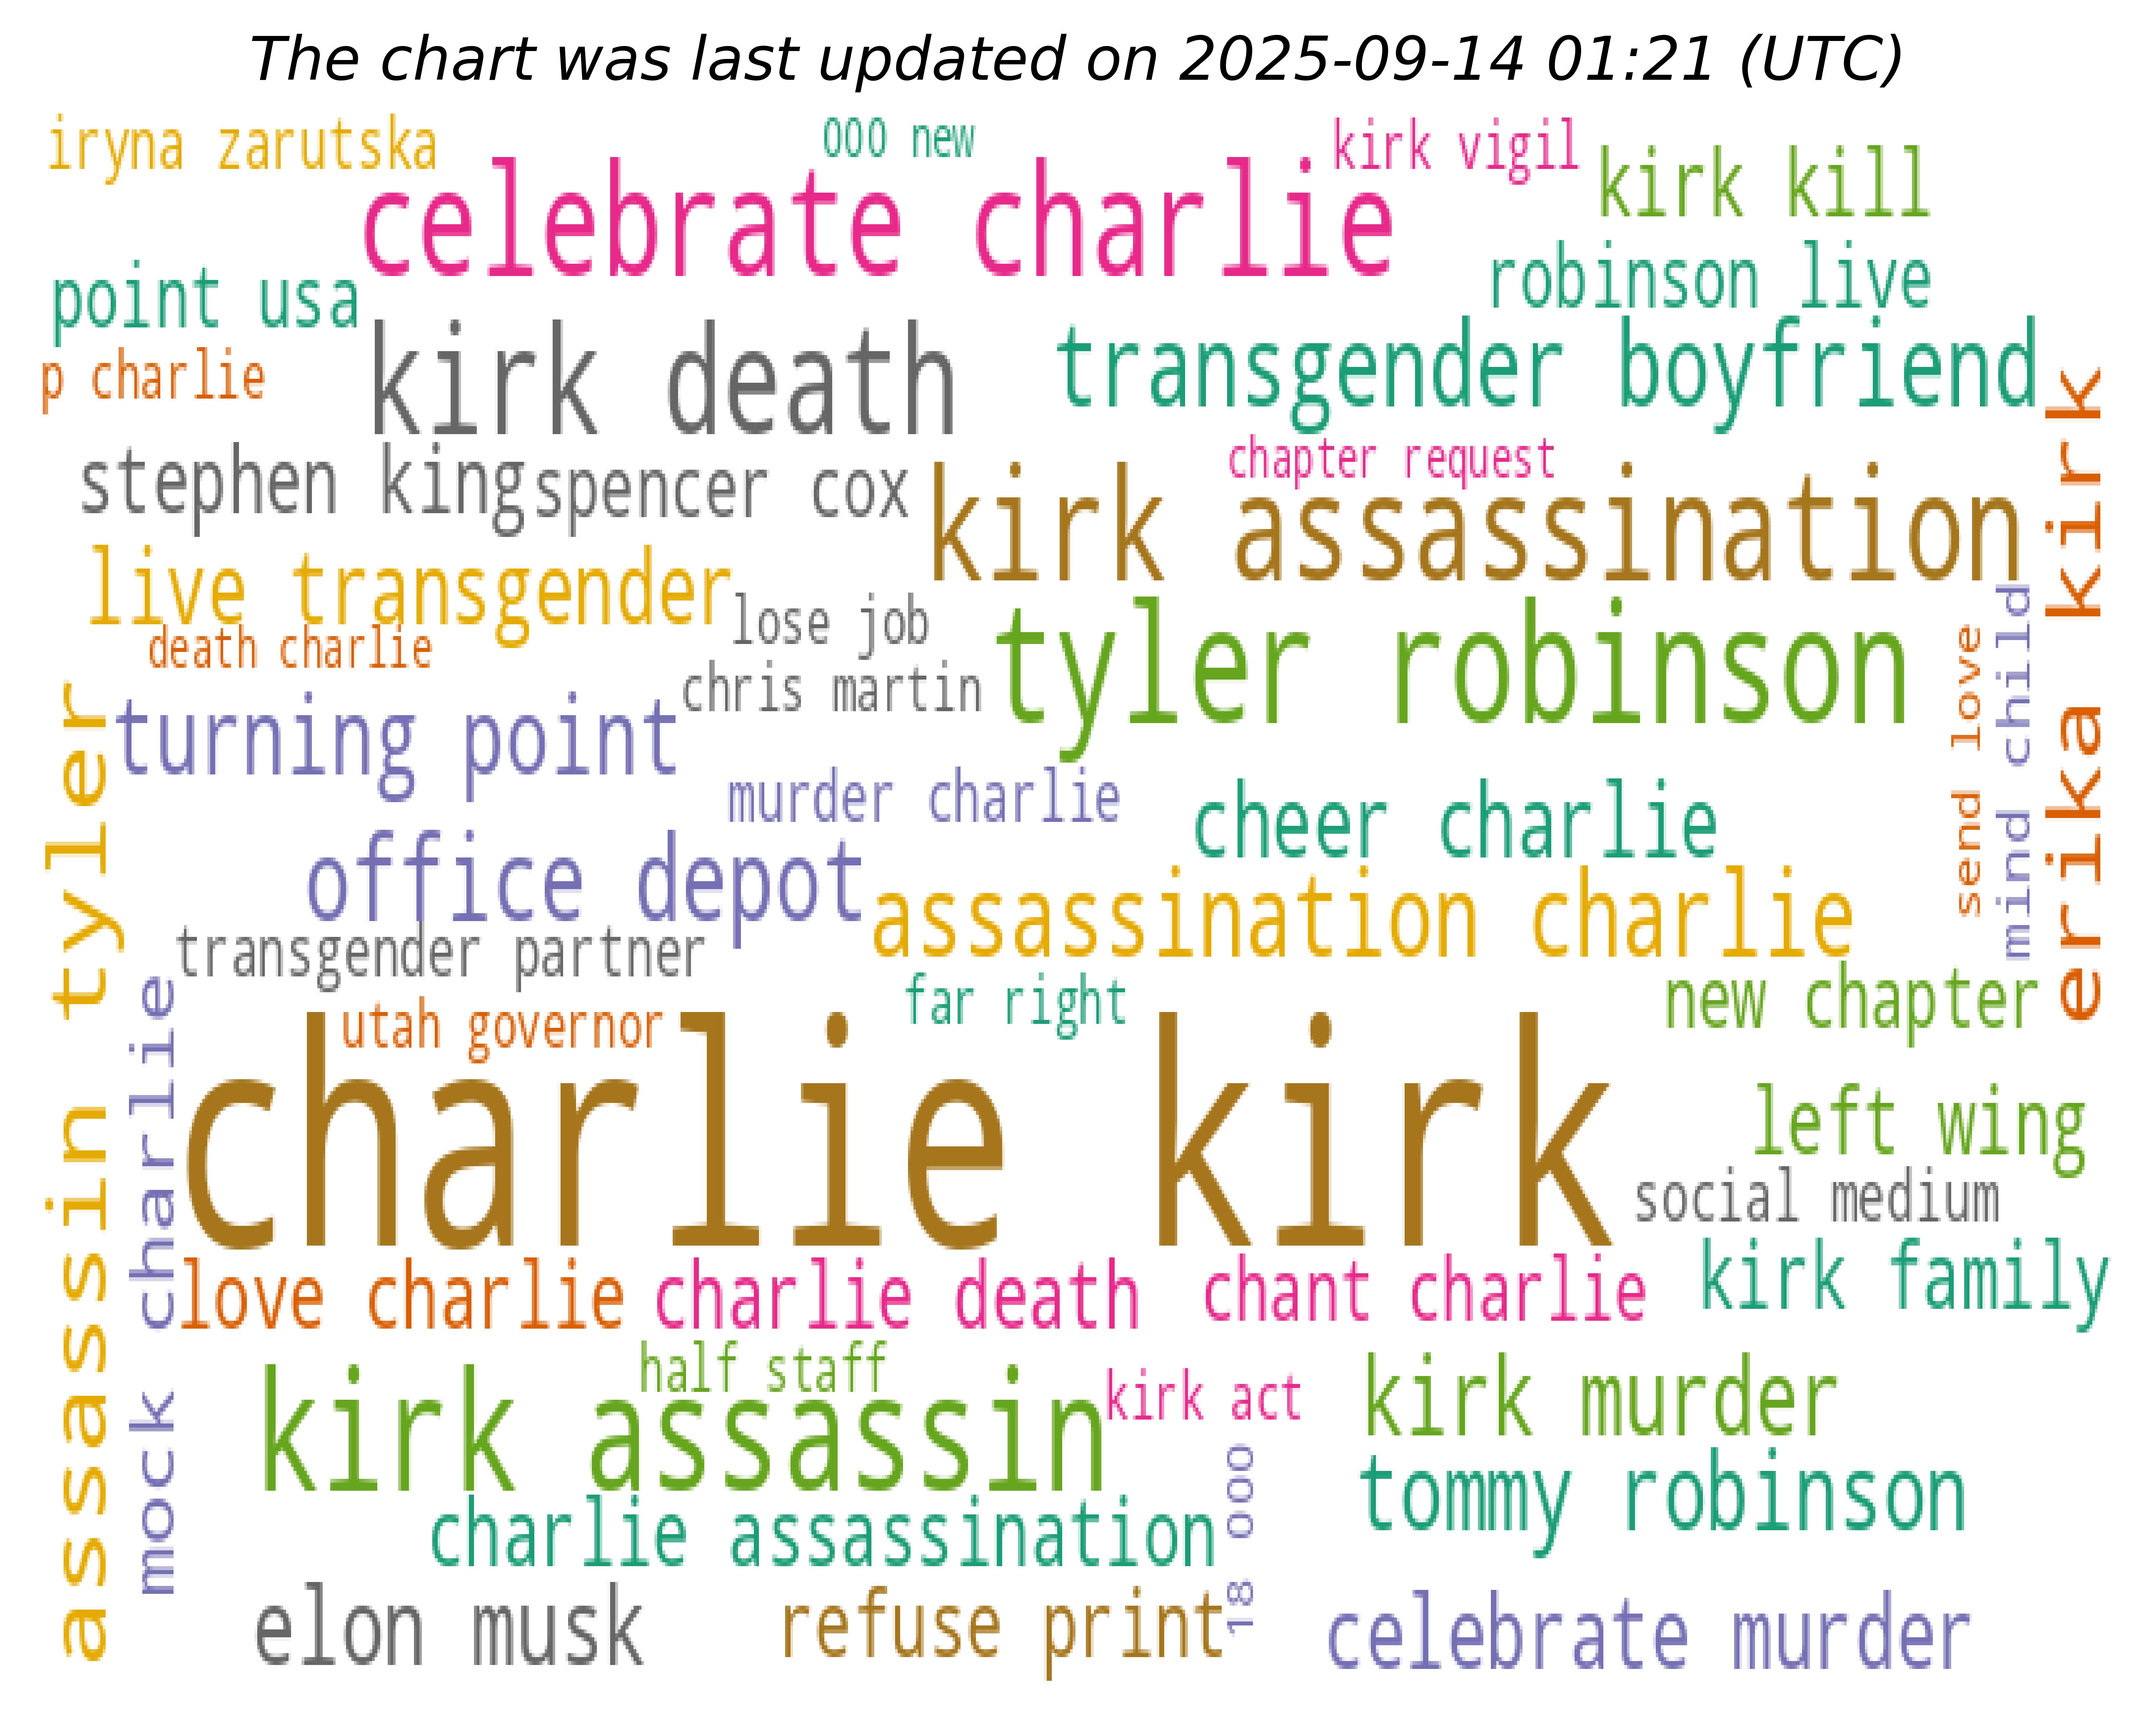 The chart was last updated on 2025-09-14 01:21 (UTC)
iryna zarutska
000 new
kirk vigil
kirk kill
celebrate charlie
robinson live
point usa
kirk death
transgender boyfriend
p charlie
erika kirk
stephen king
spencer cox
chapter request
kirk assassination
live transgender
lose job
death charlie
tyler robinson
mind child
send love
chris martin
turning point
assassin tyler
murder charlie
cheer charlie
office depot
assassination charlie
transgender partner
far right
new chapter
utah governor
mock charlie
charlie kirk
left wing
social medium
love charlie
charlie death
chant charlie
kirk family
half staff
kirk assassin
kirk act
kirk murder
18 000
tommy robinson
charlie assassination
elon musk
refuse print
celebrate murder